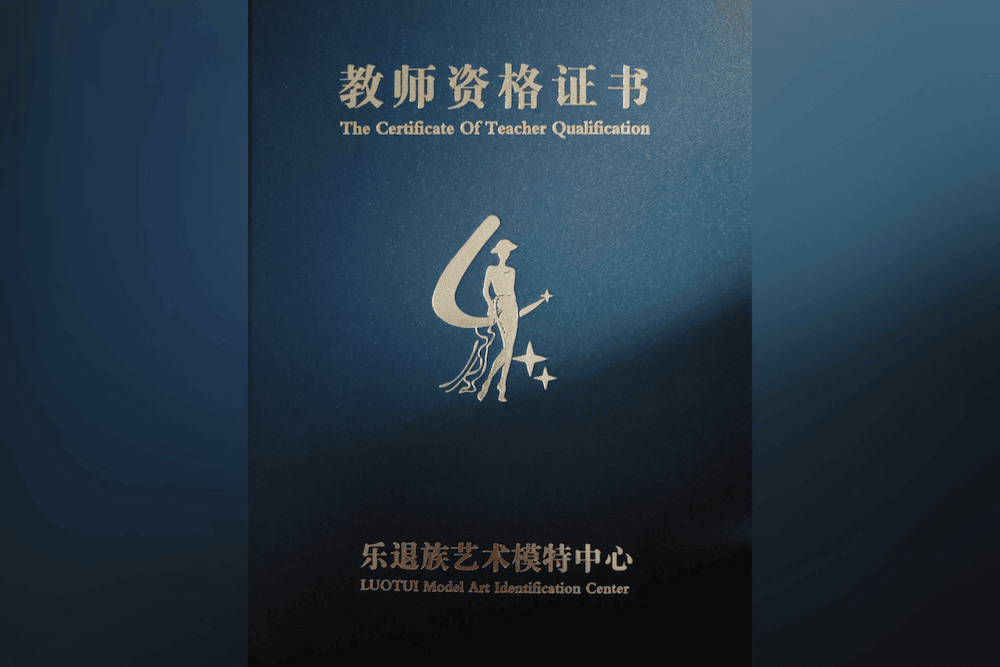 教师资格证书
The Certificate Of Teacher Qualification
乐退族艺术模特中心
LUOTUI Model Art Identification Center